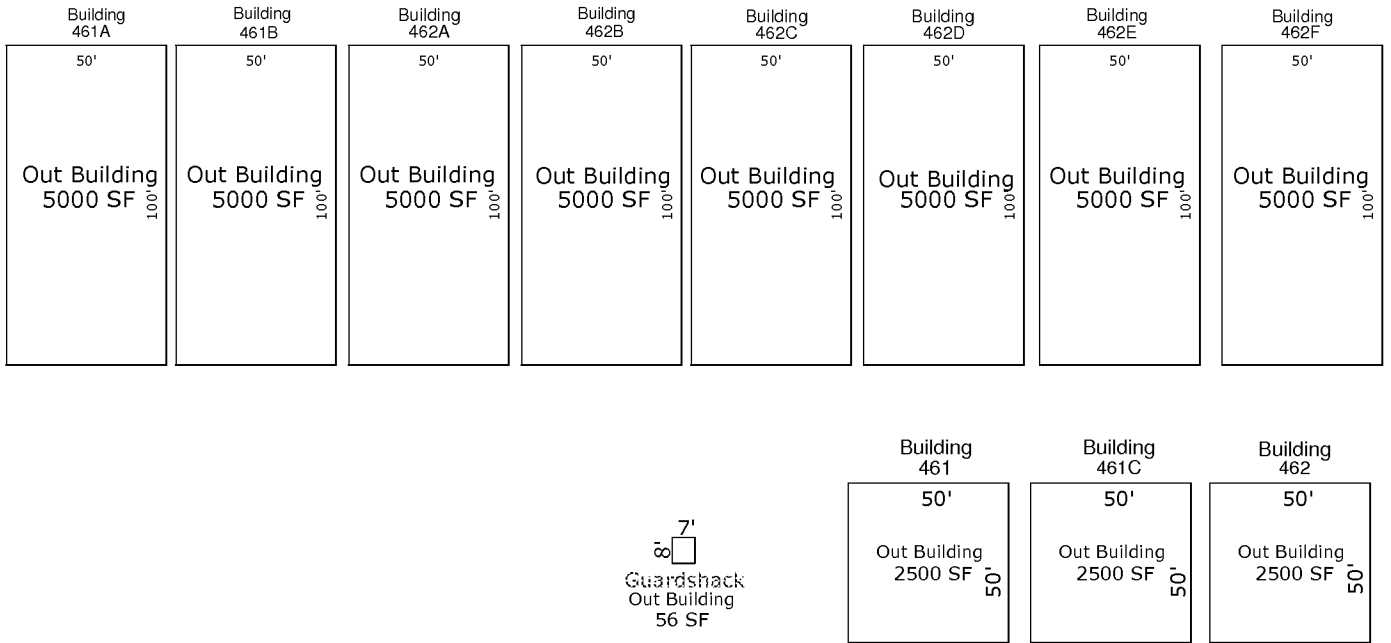 Building
461A
50'
Out Building
5000 SF
100'
Building
461B
50'
Out Building
5000 SF
100'
Building
462A
50'
Out Building
5000 SF
100'
Building
462B
50'
Out Building
5000 SF
100'
Building
462C
50'
Out Building
5000 SF
100'
Building
462D
50'
Out Building
5000 SF
100'
Building
462E
50'
Out Building
5000 SF
100'
Building
462F
50'
Out Building
5000 SF
100'
7'
8'
Guardshack
Out Building
56 SF
Building
461
50'
Out Building
2500 SF
50'
Building
461C
50'
Out Building
2500 SF
50'
Building
462
50'
Out Building
2500 SF
50'